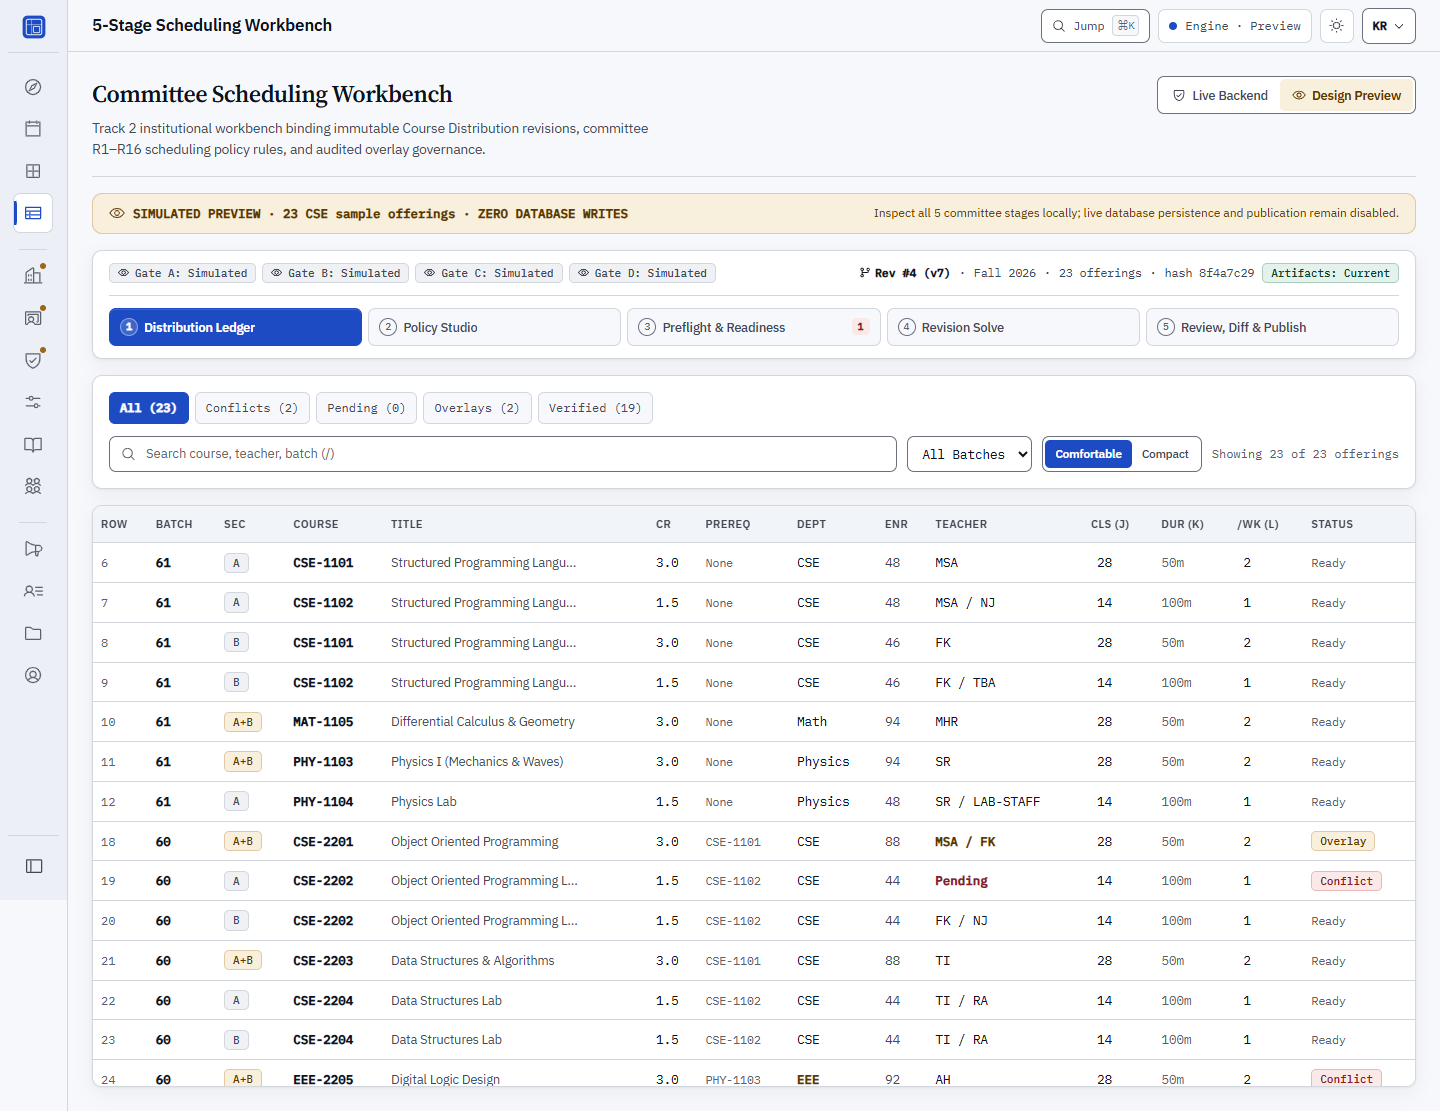 5-Stage Scheduling Workbench
Jump ⌘K
Engine · Preview
KR
Committee Scheduling Workbench
Live Backend
Design Preview
Track 2 institutional workbench binding immutable Course Distribution revisions, committee
R1–R16 scheduling policy rules, and audited overlay governance.
SIMULATED PREVIEW · 23 CSE sample offerings · ZERO DATABASE WRITES
Inspect all 5 committee stages locally; live database persistence and publication remain disabled.
Gate A: Simulated
Gate B: Simulated
Gate C: Simulated
Gate D: Simulated
Rev #4 (v7) · Fall 2026 · 23 offerings · hash 8f4a7c29
Artifacts: Current
1 Distribution Ledger
2 Policy Studio
3 Preflight & Readiness 1
4 Revision Solve
5 Review, Diff & Publish
All (23)
Conflicts (2)
Pending (0)
Overlays (2)
Verified (19)
Search course, teacher, batch (/)
All Batches
Comfortable
Compact
Showing 23 of 23 offerings
ROW BATCH SEC COURSE TITLE CR PREREQ DEPT ENR TEACHER CLS (J) DUR (K) /WK (L) STATUS
6 61 A CSE-1101 Structured Programming Langu… 3.0 None CSE 48 MSA 28 50m 2 Ready
7 61 A CSE-1102 Structured Programming Langu… 1.5 None CSE 48 MSA / NJ 14 100m 1 Ready
8 61 B CSE-1101 Structured Programming Langu… 3.0 None CSE 46 FK 28 50m 2 Ready
9 61 B CSE-1102 Structured Programming Langu… 1.5 None CSE 46 FK / TBA 14 100m 1 Ready
10 61 A+B MAT-1105 Differential Calculus & Geometry 3.0 None Math 94 MHR 28 50m 2 Ready
11 61 A+B PHY-1103 Physics I (Mechanics & Waves) 3.0 None Physics 94 SR 28 50m 2 Ready
12 61 A PHY-1104 Physics Lab 1.5 None Physics 48 SR / LAB-STAFF 14 100m 1 Ready
18 60 A+B CSE-2201 Object Oriented Programming 3.0 CSE-1101 CSE 88 MSA / FK 28 50m 2 Overlay
19 60 A CSE-2202 Object Oriented Programming L… 1.5 CSE-1102 CSE 44 Pending 14 100m 1 Conflict
20 60 B CSE-2202 Object Oriented Programming L… 1.5 CSE-1102 CSE 44 FK / NJ 14 100m 1 Ready
21 60 A+B CSE-2203 Data Structures & Algorithms 3.0 CSE-1101 CSE 88 TI 28 50m 2 Ready
22 60 A CSE-2204 Data Structures Lab 1.5 CSE-1102 CSE 44 TI / RA 14 100m 1 Ready
23 60 B CSE-2204 Data Structures Lab 1.5 CSE-1102 CSE 44 TI / RA 14 100m 1 Ready
24 60 A+B EEE-2205 Digital Logic Design 3.0 PHY-1103 EEE 92 AH 28 50m 2 Conflict